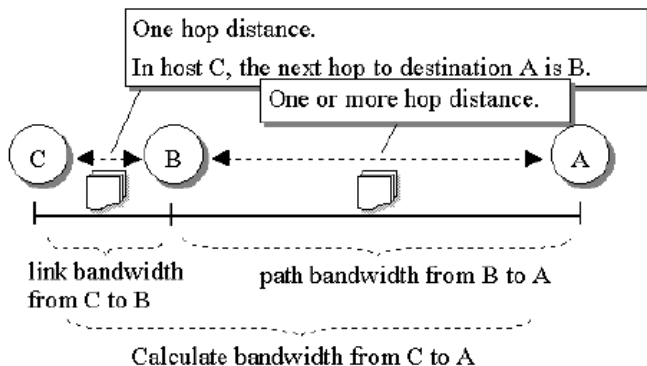 One hop distance.
In host C, the next hop to destination A is B.
One or more hop distance.
C
B
A
link bandwidth
from C to B
path bandwidth from B to A
Calculate bandwidth from C to A